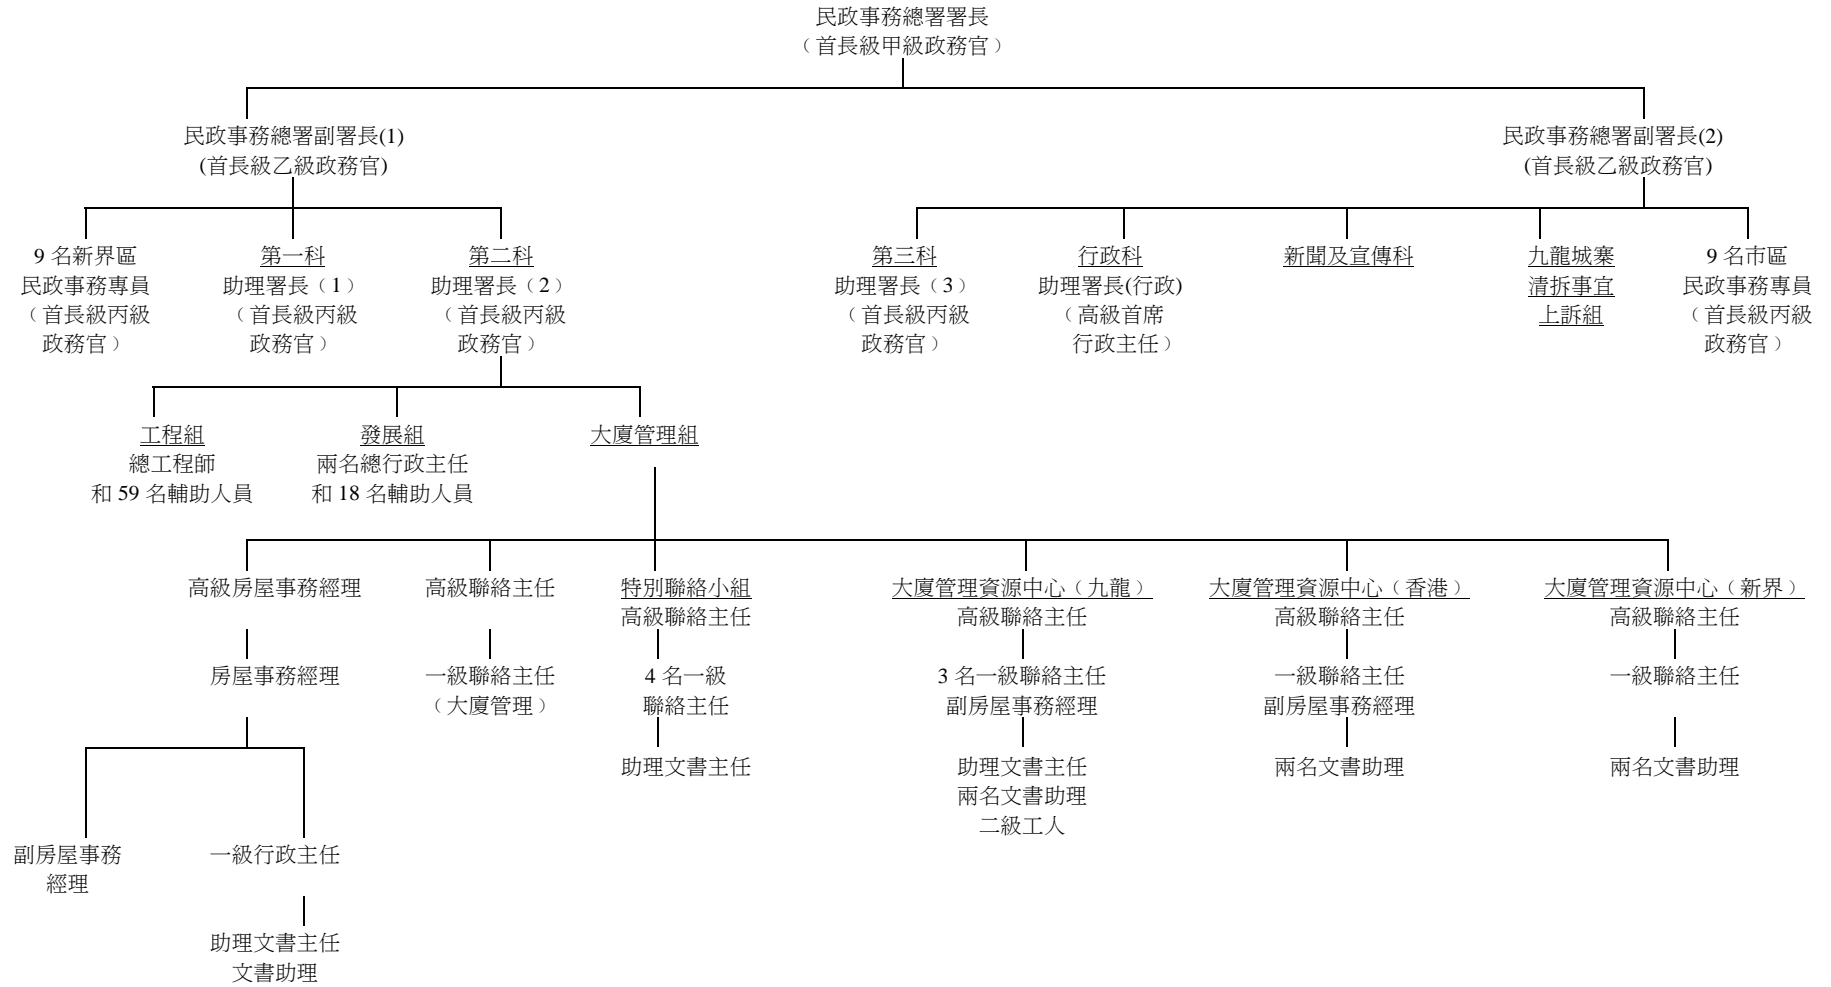 民政事務總署署長
（首長級甲級政務官）
民政事務總署副署長(1)
(首長級乙級政務官)
民政事務總署副署長(2)
(首長級乙級政務官)
9 名新界區
民政事務專員
（首長級丙級
政務官）
第一科
助理署長（1）
（首長級丙級
政務官）
第二科
助理署長（2）
（首長級丙級
政務官）
第三科
助理署長（3）
（首長級丙級
政務官）
行政科
助理署長(行政)
（高級首席
行政主任）
新聞及宣傳科
九龍城寨
清拆事宜
上訴組
9 名市區
民政事務專員
（首長級丙級
政務官）
工程組
總工程師
和 59 名輔助人員
發展組
兩名總行政主任
和 18 名輔助人員
大廈管理組
高級房屋事務經理
房屋事務經理
副房屋事務
經理
一級行政主任
助理文書主任
文書助理
高級聯絡主任
一級聯絡主任
（大廈管理）
特別聯絡小組
高級聯絡主任
4 名一級
聯絡主任
助理文書主任
大廈管理資源中心（九龍）
高級聯絡主任
3 名一級聯絡主任
副房屋事務經理
助理文書主任
兩名文書助理
二級工人
大廈管理資源中心（香港）
高級聯絡主任
一級聯絡主任
副房屋事務經理
兩名文書助理
大廈管理資源中心（新界）
高級聯絡主任
一級聯絡主任
兩名文書助理